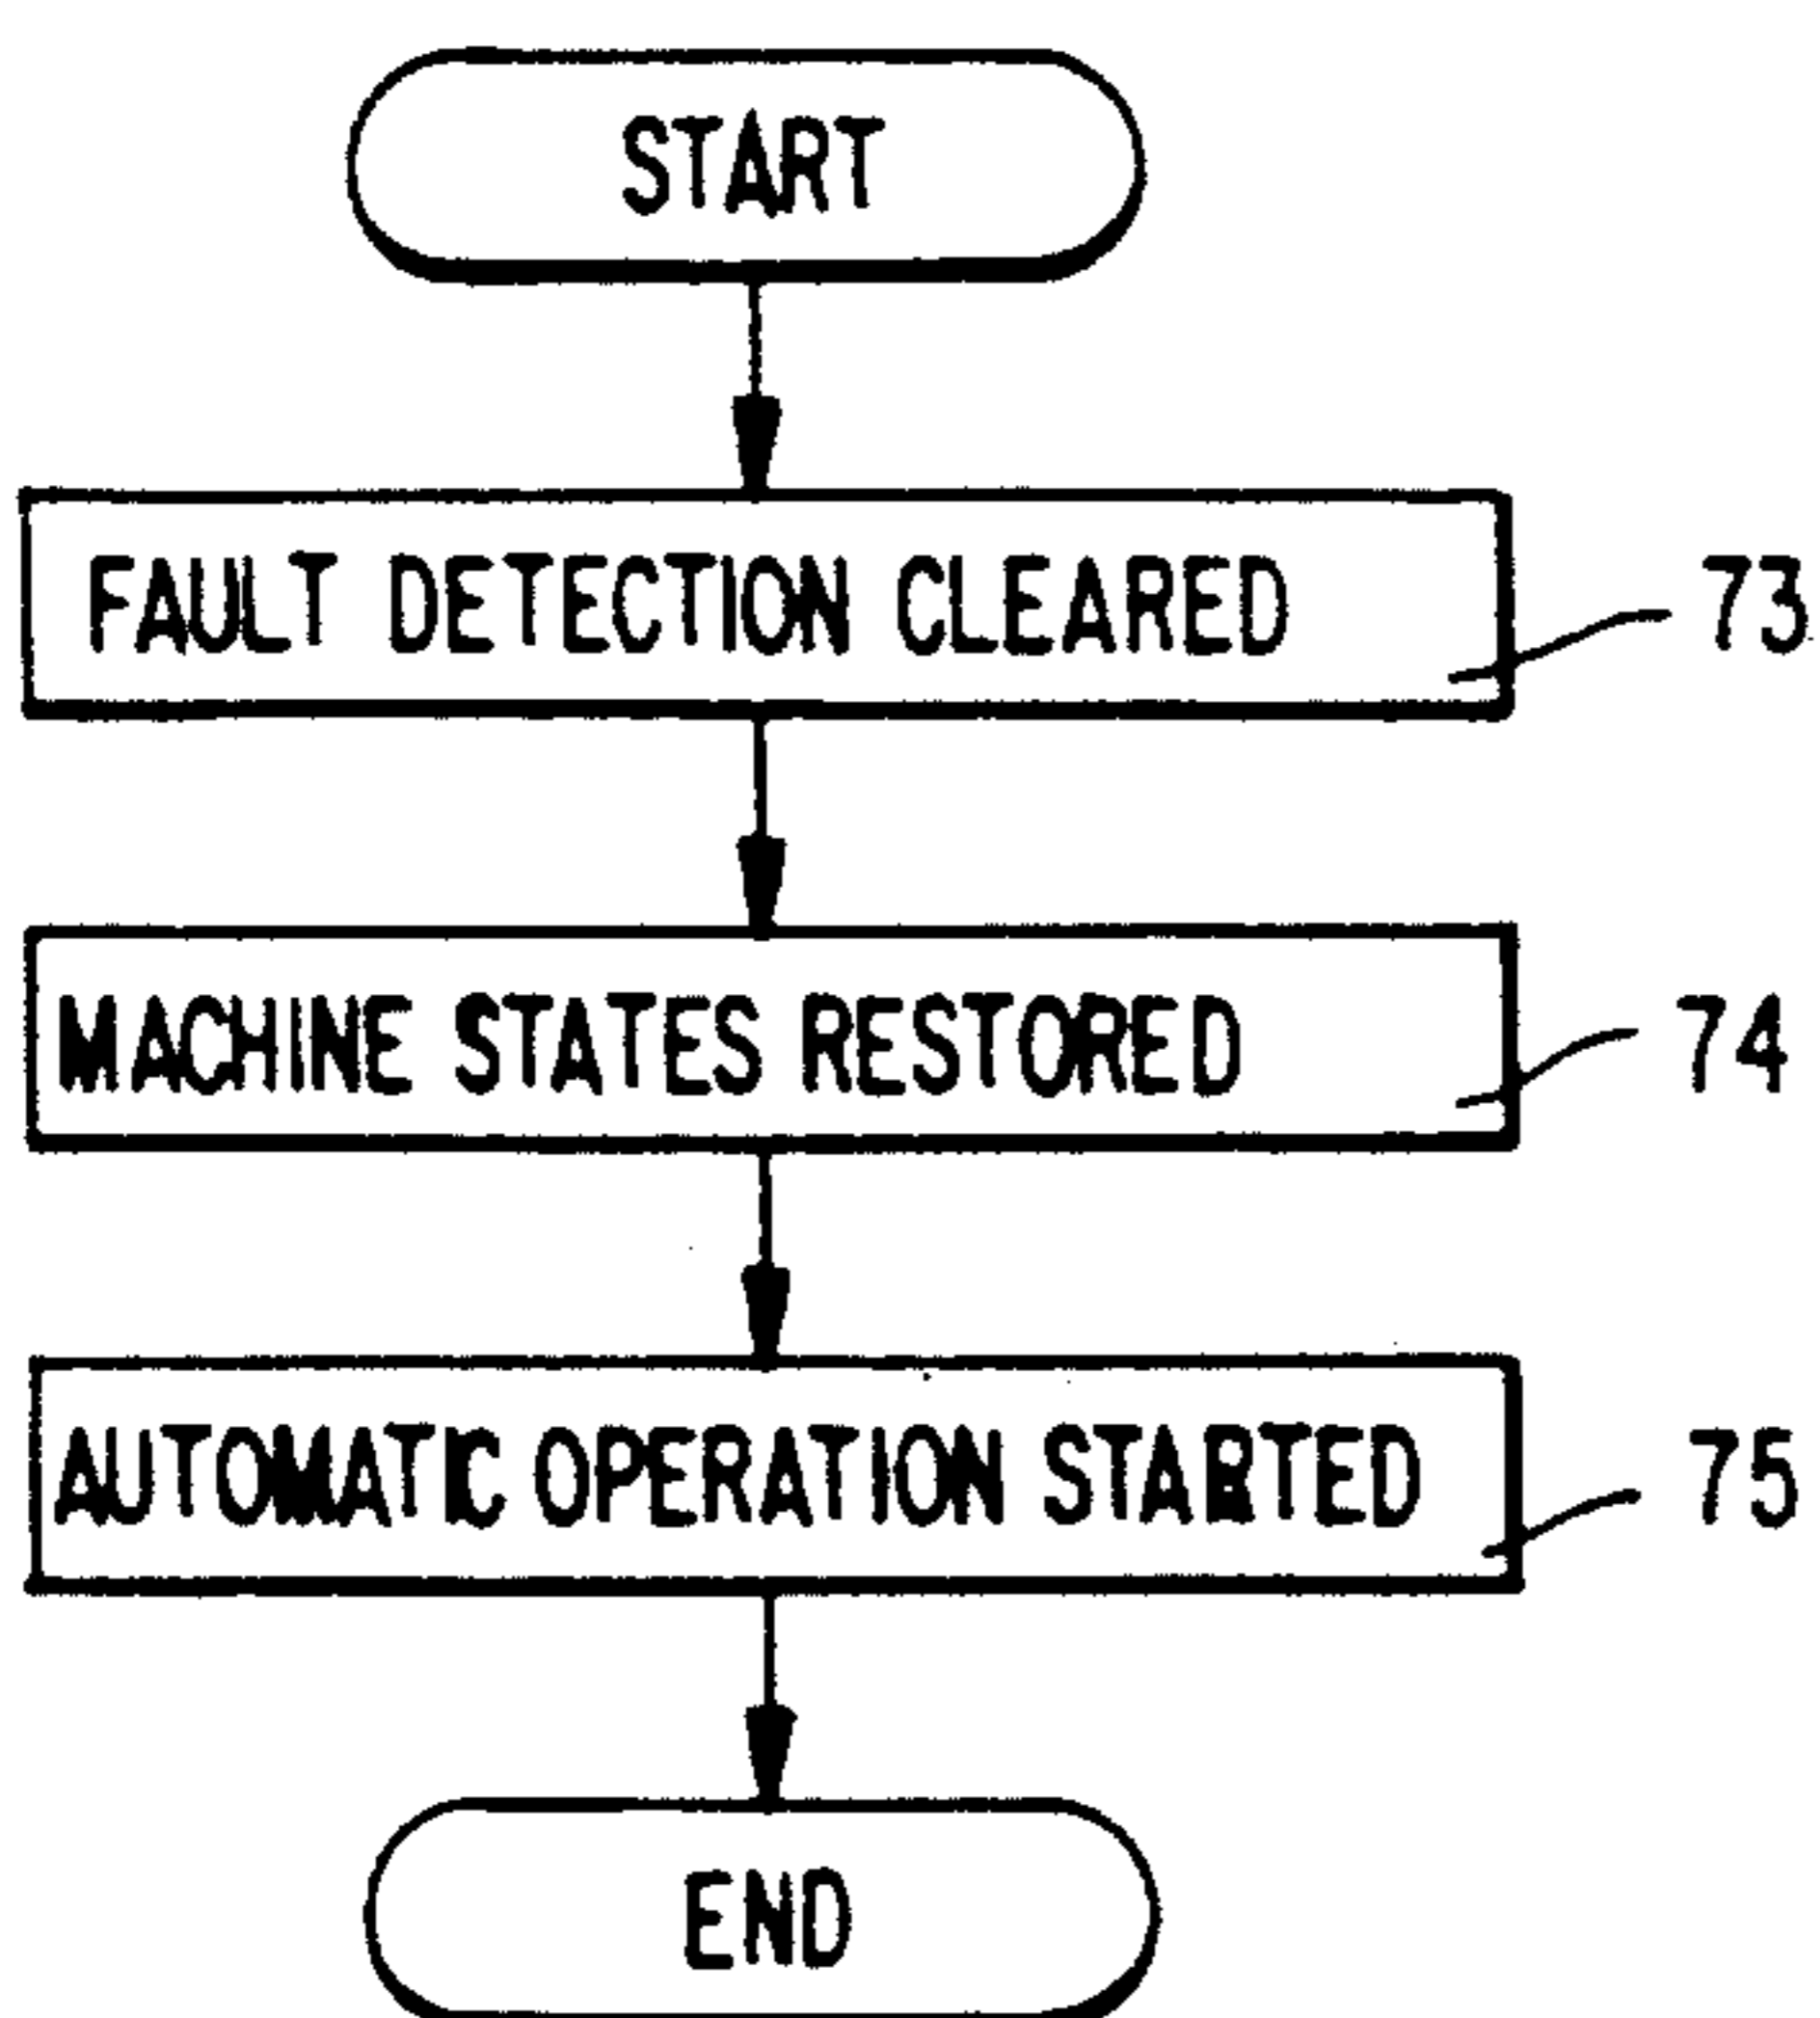 START
FAULT DETECTION CLEARED
73
MACHINE STATES RESTORED
74
AUTOMATIC OPERATION STARTED
75
END